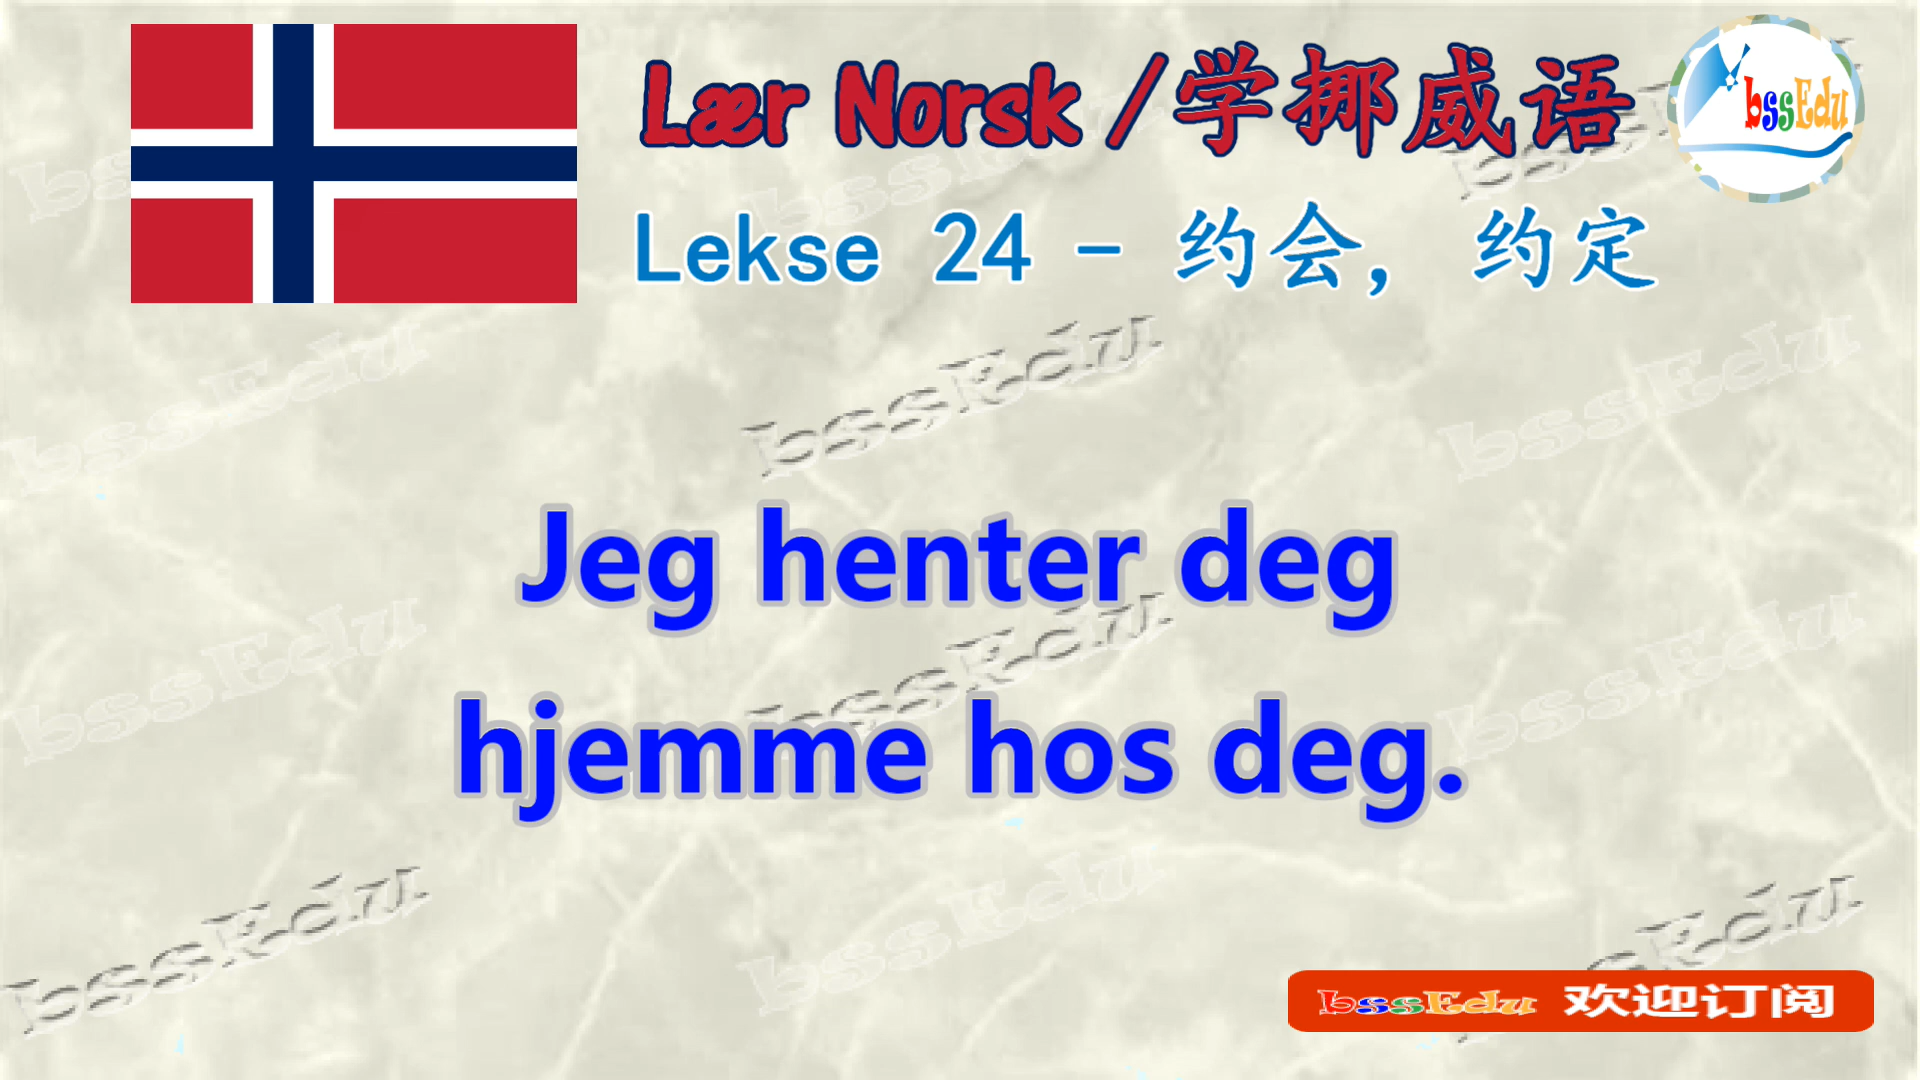 Lær Norsk /学挪威语
bssEdu
Lekse 24 - 约会, 约定
Jeg henter deg
hjemme hos deg.
bssEdu 欢迎订阅